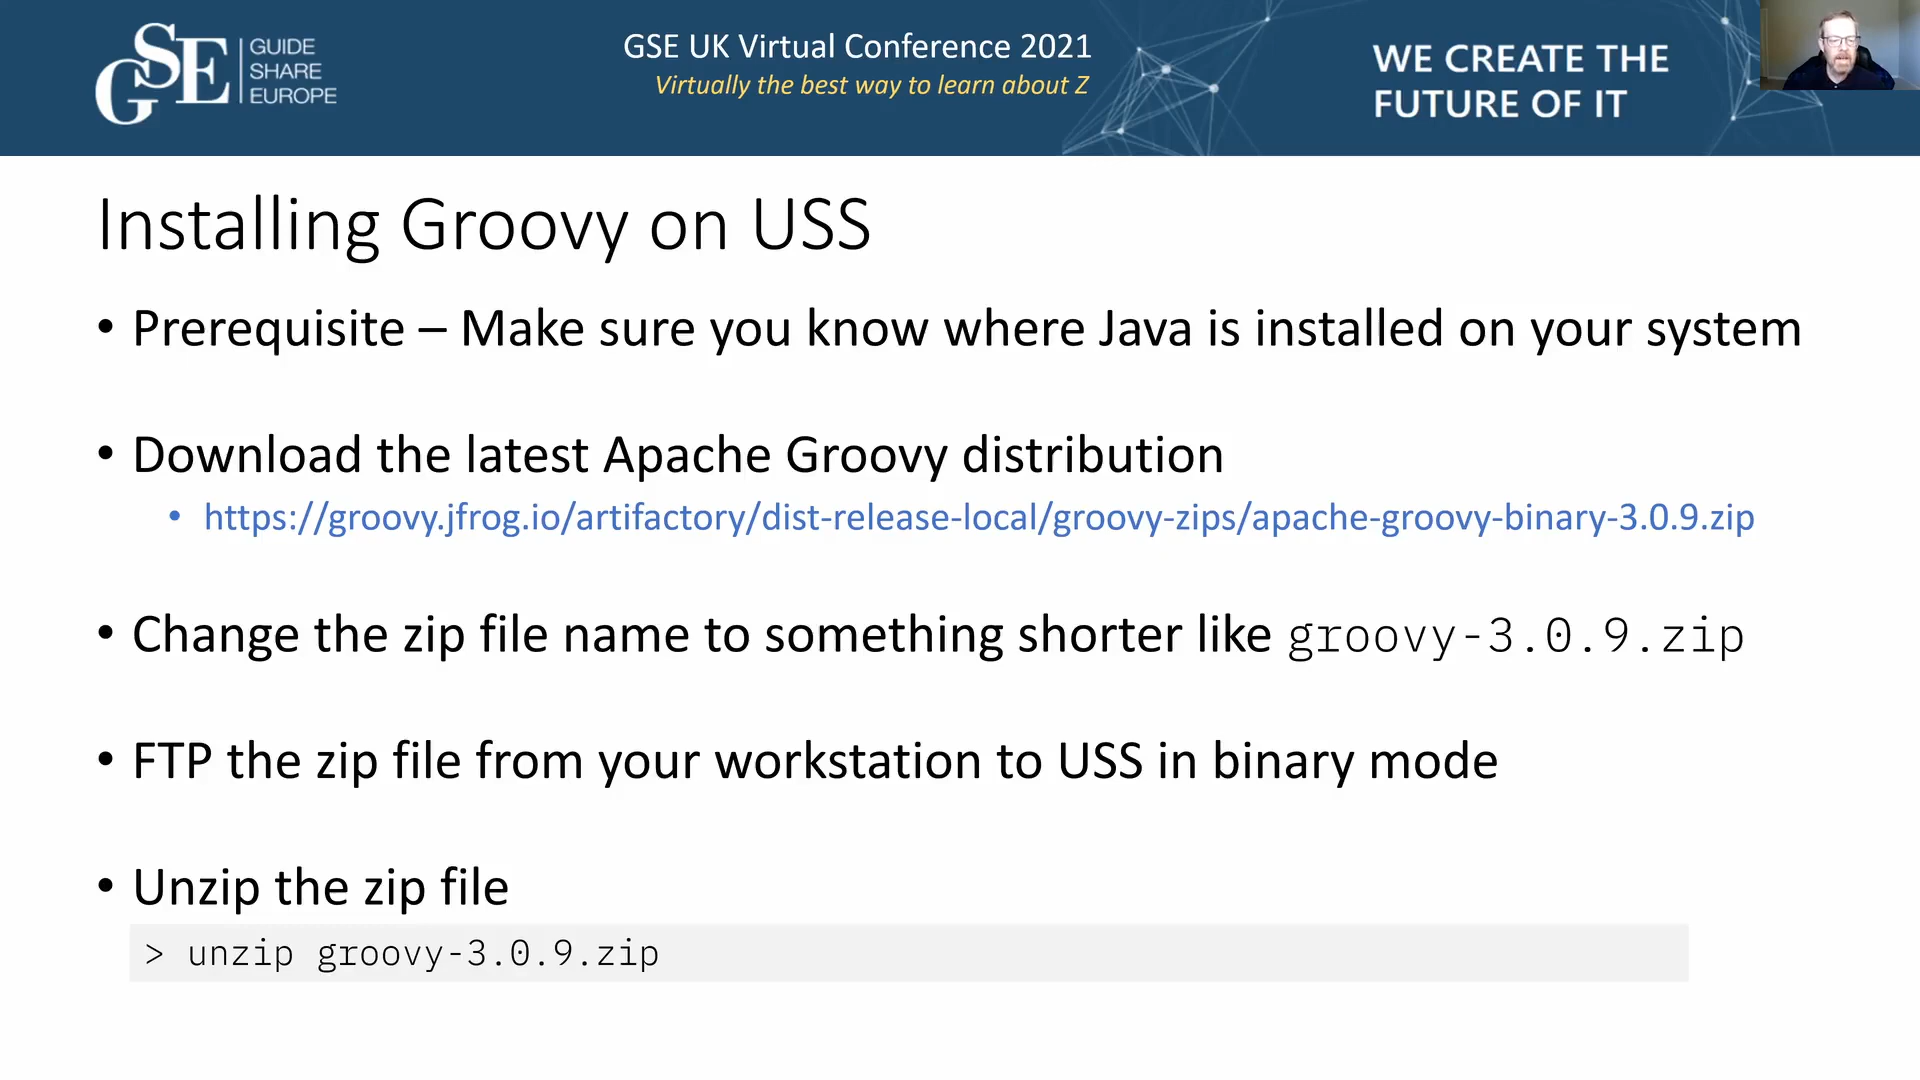 GSE
GUIDE
SHARE
EUROPE
GSE UK Virtual Conference 2021
Virtually the best way to learn about Z
WE CREATE THE
FUTURE OF IT
Installing Groovy on USS
• Prerequisite – Make sure you know where Java is installed on your system
• Download the latest Apache Groovy distribution
• https://groovy.jfrog.io/artifactory/dist-release-local/groovy-zips/apache-groovy-binary-3.0.9.zip
• Change the zip file name to something shorter like groovy-3.0.9.zip
• FTP the zip file from your workstation to USS in binary mode
• Unzip the zip file
> unzip groovy-3.0.9.zip